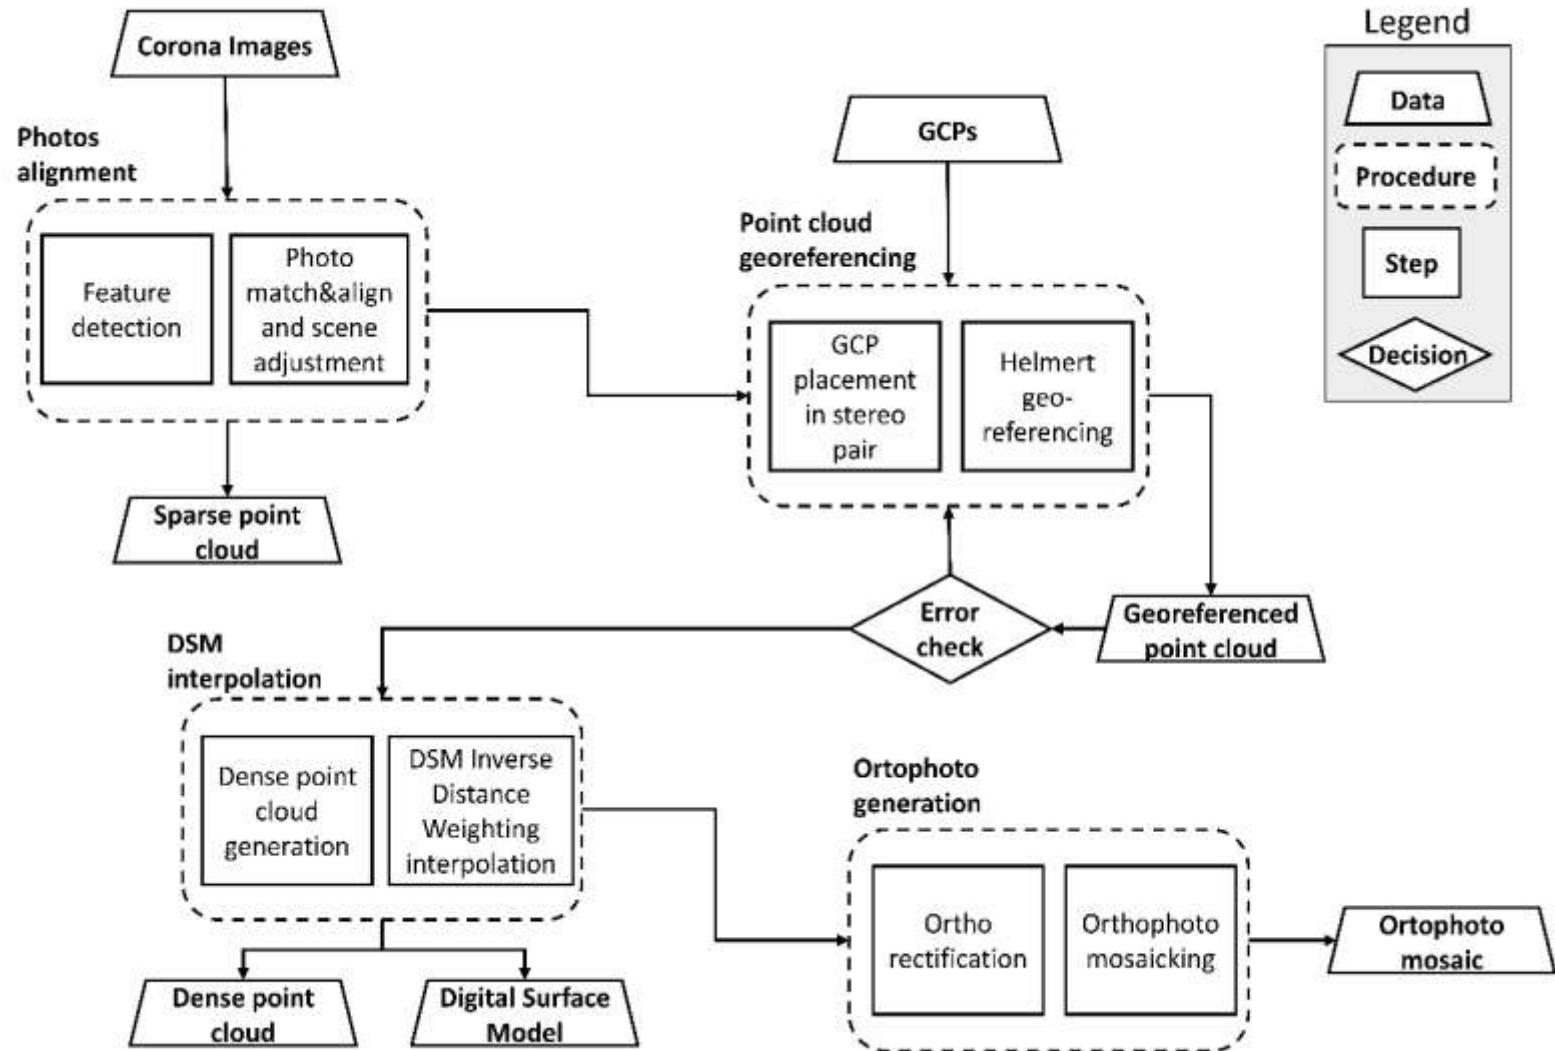 Corona Images
Photos
alignment
Feature
detection
Photo
match&align
and scene
adjustment
Sparse point
cloud
GCPs
Point cloud
georeferencing
GCP
placement
in stereo
pair
Helmert
geo-
referencing
Error
check
Georeferenced
point cloud
DSM
interpolation
Dense point
cloud
generation
DSM Inverse
Distance
Weighting
interpolation
Dense point
cloud
Digital Surface
Model
Ortophoto
generation
Ortho
rectification
Orthophoto
mosaicking
Ortophoto
mosaic
Legend
Data
Procedure
Step
Decision